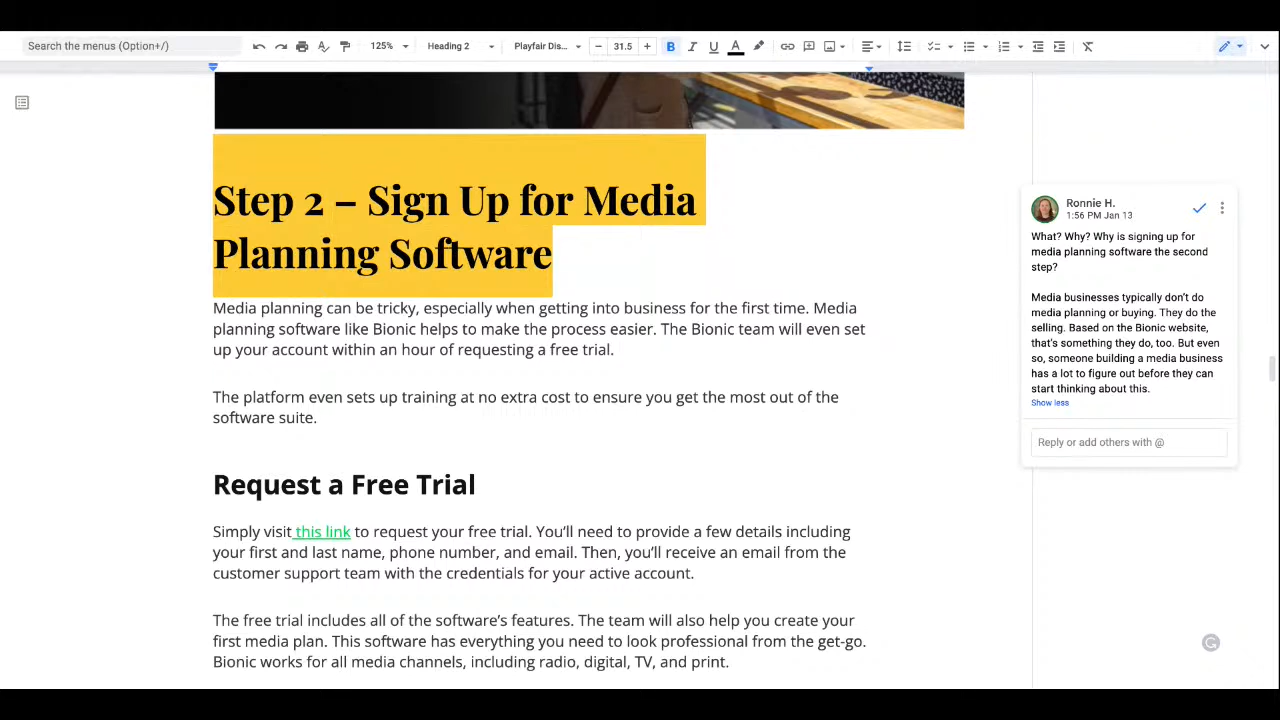 Search the menus (Option+/)
125%
Heading 2
Playfair Dis...
31.5
B
I
U
A
Step 2 – Sign Up for Media
Planning Software
Media planning can be tricky, especially when getting into business for the first time. Media
planning software like Bionic helps to make the process easier. The Bionic team will even set
up your account within an hour of requesting a free trial.
The platform even sets up training at no extra cost to ensure you get the most out of the
software suite.
Request a Free Trial
Simply visit this link to request your free trial. You’ll need to provide a few details including
your first and last name, phone number, and email. Then, you’ll receive an email from the
customer support team with the credentials for your active account.
The free trial includes all of the software’s features. The team will also help you create your
first media plan. This software has everything you need to look professional from the get-go.
Bionic works for all media channels, including radio, digital, TV, and print.
Ronnie H.
1:56 PM Jan 13
What? Why? Why is signing up for
media planning software the second
step?
Media businesses typically don’t do
media planning or buying. They do the
selling. Based on the Bionic website,
that’s something they do, too. But even
so, someone building a media business
has a lot to figure out before they can
start thinking about this.
Show less
Reply or add others with @